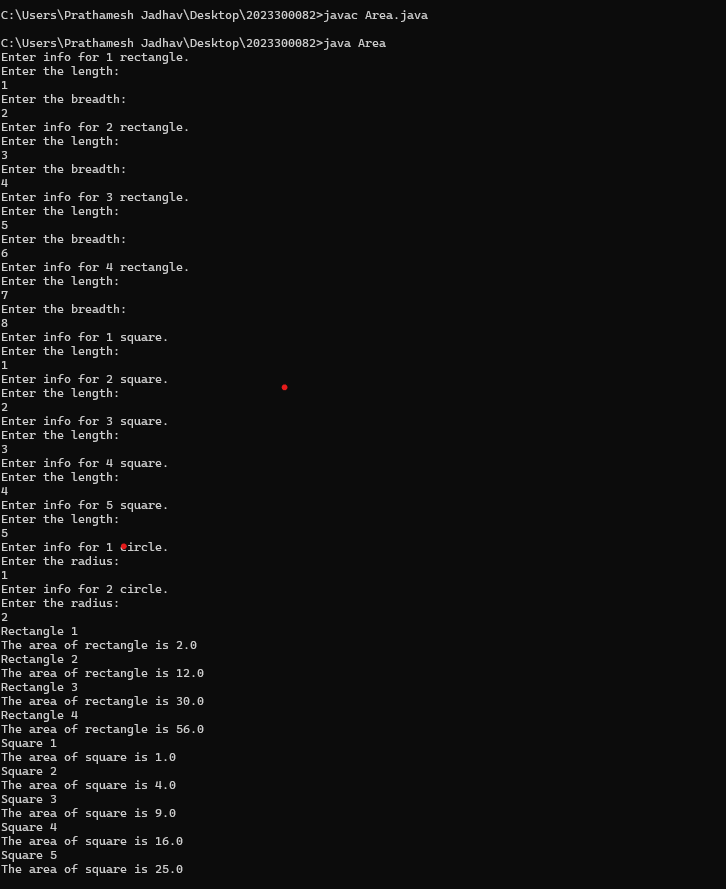 C:\Users\Prathamesh Jadhav\Desktop\2023300082>javac Area.java
C:\Users\Prathamesh Jadhav\Desktop\2023300082>java Area
Enter info for 1 rectangle.
Enter the length:
1
Enter the breadth:
2
Enter info for 2 rectangle.
Enter the length:
3
Enter the breadth:
4
Enter info for 3 rectangle.
Enter the length:
5
Enter the breadth:
6
Enter info for 4 rectangle.
Enter the length:
7
Enter the breadth:
8
Enter info for 1 square.
Enter the length:
1
Enter info for 2 square.
Enter the length:
2
Enter info for 3 square.
Enter the length:
3
Enter info for 4 square.
Enter the length:
4
Enter info for 5 square.
Enter the length:
5
Enter info for 1 circle.
Enter the radius:
1
Enter info for 2 circle.
Enter the radius:
2
Rectangle 1
The area of rectangle is 2.0
Rectangle 2
The area of rectangle is 12.0
Rectangle 3
The area of rectangle is 30.0
Rectangle 4
The area of rectangle is 56.0
Square 1
The area of square is 1.0
Square 2
The area of square is 4.0
Square 3
The area of square is 9.0
Square 4
The area of square is 16.0
Square 5
The area of square is 25.0